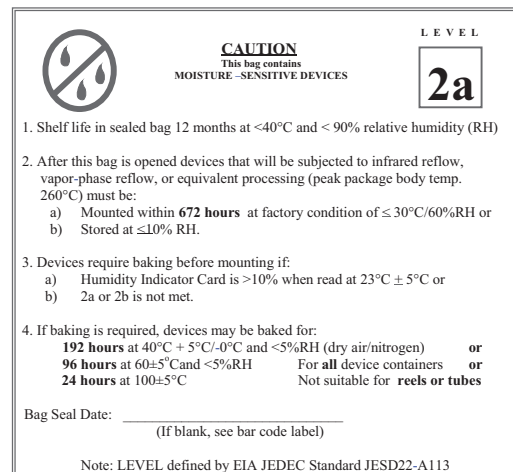 LEVEL
CAUTION
This bag contains
MOISTURE –SENSITIVE DEVICES
2a
1. Shelf life in sealed bag 12 months at <40°C and < 90% relative humidity (RH)
2. After this bag is opened devices that will be subjected to infrared reflow,
vapor-phase reflow, or equivalent processing (peak package body temp.
260°C) must be:
a) Mounted within 672 hours at factory condition of ≤ 30°C/60%RH or
b) Stored at ≤10% RH.
3. Devices require baking before mounting if:
a) Humidity Indicator Card is >10% when read at 23°C ± 5°C or
b) 2a or 2b is not met.
4. If baking is required, devices may be baked for:
192 hours at 40°C + 5°C/-0°C and <5%RH (dry air/nitrogen) or
96 hours at 60±5°Cand <5%RH For all device containers or
24 hours at 100±5°C Not suitable for reels or tubes
Bag Seal Date: ______________________________
(If blank, see bar code label)
Note: LEVEL defined by EIA JEDEC Standard JESD22-A113